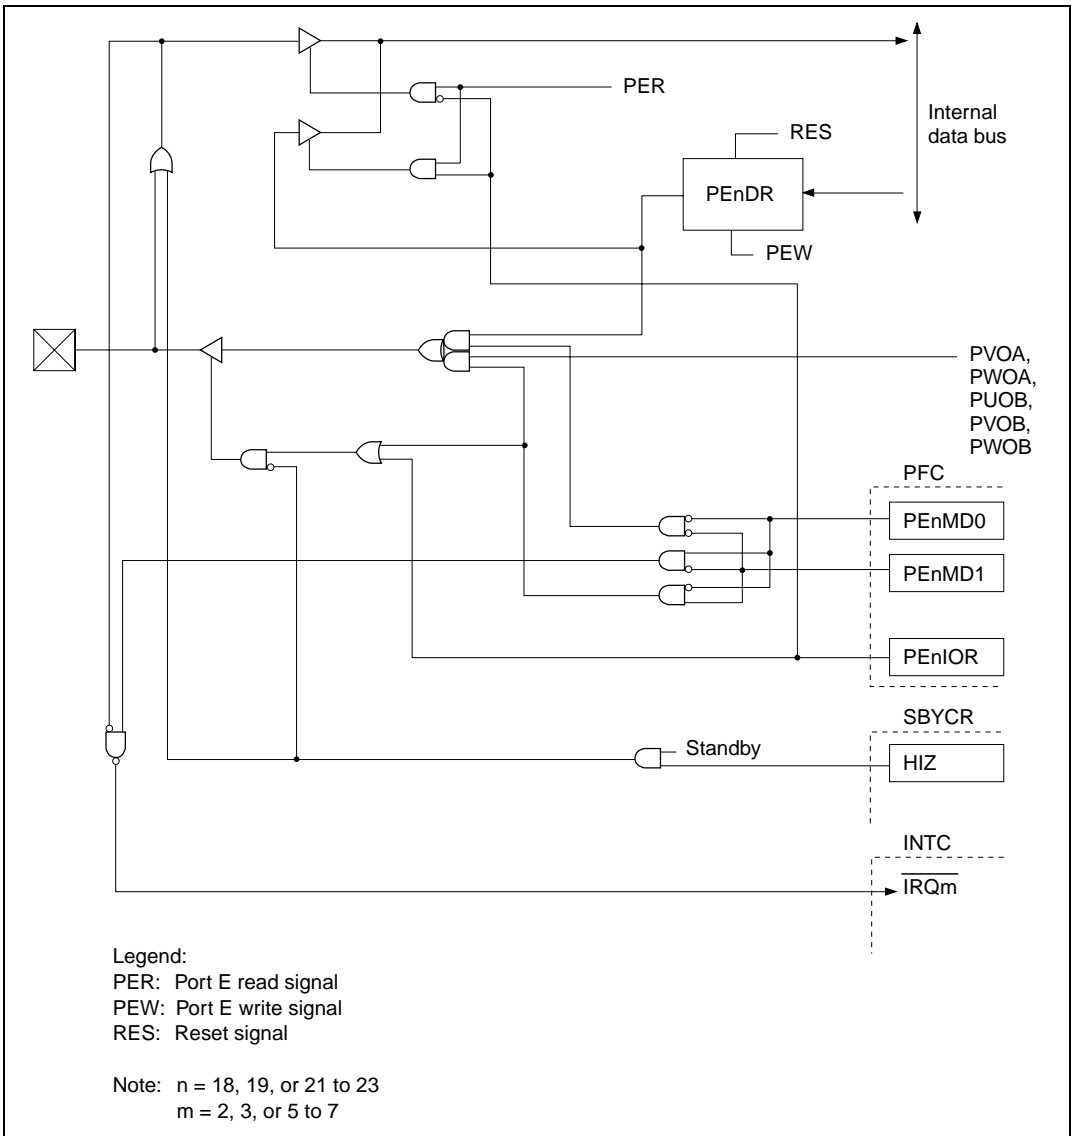 PER
RES
Internal
data bus
PEnDR
PEW
PVOA,
PWOA,
PUOB,
PVOB,
PWOB
PFC
PEnMD0
PEnMD1
PEnIOR
SBYCR
Standby
HIZ
INTC
IRQm
Legend:
PER: Port E read signal
PEW: Port E write signal
RES: Reset signal
Note: n = 18, 19, or 21 to 23
m = 2, 3, or 5 to 7